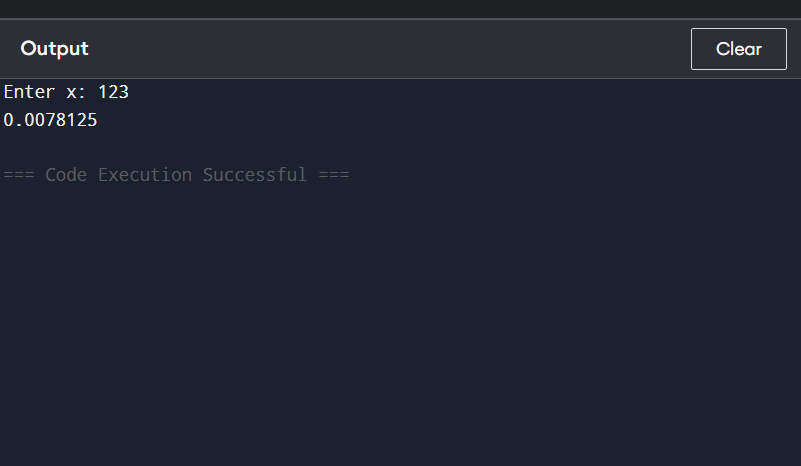 Output
Clear
Enter x: 123
0.0078125
=== Code Execution Successful ===